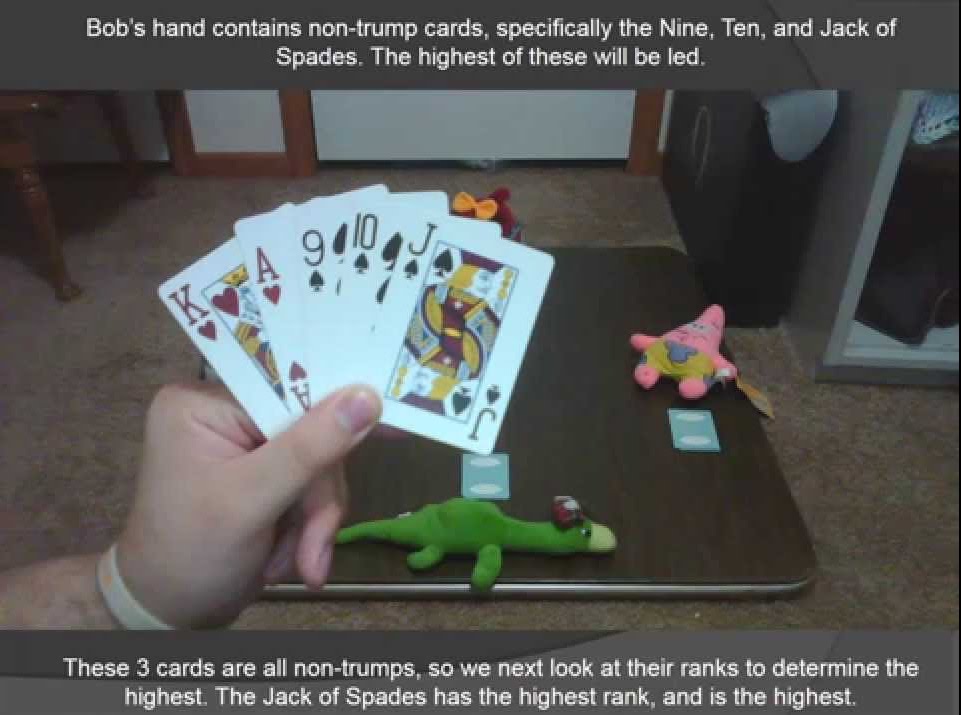 Bob's hand contains non-trump cards, specifically the Nine, Ten, and Jack of
Spades. The highest of these will be led.
K
A
9
10
J
A
J
These 3 cards are all non-trumps, so we next look at their ranks to determine the
highest. The Jack of Spades has the highest rank, and is the highest.